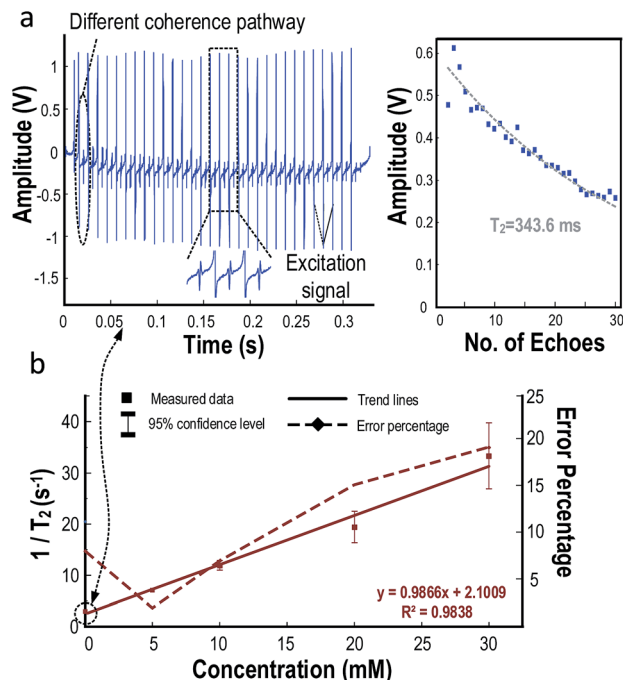 a
Different coherence pathway
Amplitude (V)
1
0.5
0
-0.5
-1
-1.5
0
0.05
0.1
0.15
0.2
0.25
0.3
Time (s)
Excitation
signal
Amplitude (V)
0.6
0.5
0.4
0.3
0.2
0.1
0
0
10
20
30
No. of Echoes
T2=343.6 ms
b
Measured data
95% confidence level
Trend lines
Error percentage
1 / T2 (s-1)
40
30
20
10
0
0
5
10
20
30
Concentration (mM)
25
20
15
10
5
Error Percentage
y = 0.9866x + 2.1009
R² = 0.9838